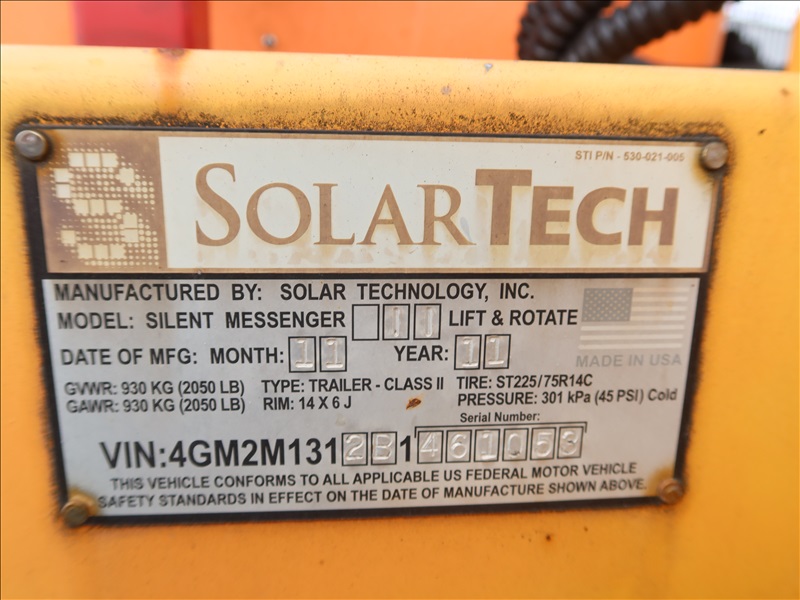 STI P/N - 530-021-005
SOLARTECH
MANUFACTURED BY: SOLAR TECHNOLOGY, INC.
MODEL: SILENT MESSENGER II LIFT & ROTATE
DATE OF MFG: MONTH: 11 YEAR: 11
MADE IN USA
GVWR: 930 KG (2050 LB) TYPE: TRAILER - CLASS II TIRE: ST225/75R14C
GAWR: 930 KG (2050 LB) RIM: 14 X 6 J PRESSURE: 301 kPa (45 PSI) Cold
Serial Number:
VIN:4GM2M1312B1461053
THIS VEHICLE CONFORMS TO ALL APPLICABLE US FEDERAL MOTOR VEHICLE
SAFETY STANDARDS IN EFFECT ON THE DATE OF MANUFACTURE SHOWN ABOVE.